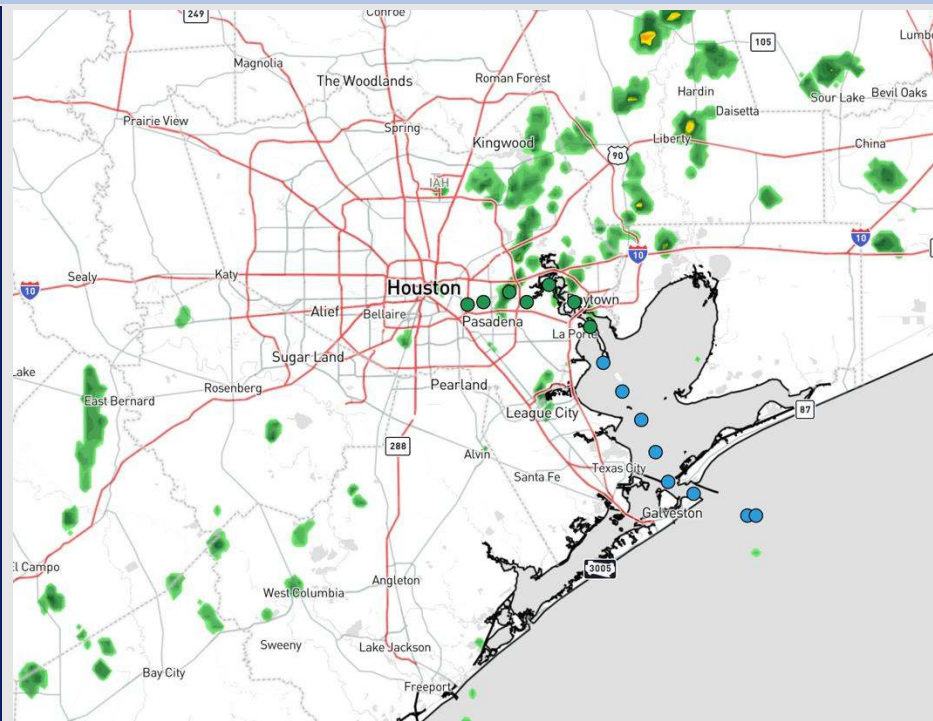 249
Conroe
105
Lumb
Magnolia
The Woodlands
Roman Forest
Hardin
Sour Lake
Bevil Oaks
Daisetta
Prairie View
Spring
Kingwood
Liberty
China
90
IAH
10
10
Sealy
Katy
Houston
10
ytown
Alief
Bellaire
Pasadena
La Porte
Sugar Land
Lake
Rosenberg
Pearland
East Bernard
League City
87
288
Alvin
Santa Fe
Texas City
Galveston
El Campo
3005
West Columbia
Angleton
Sweeny
Lake Jackson
Bay City
Freeport